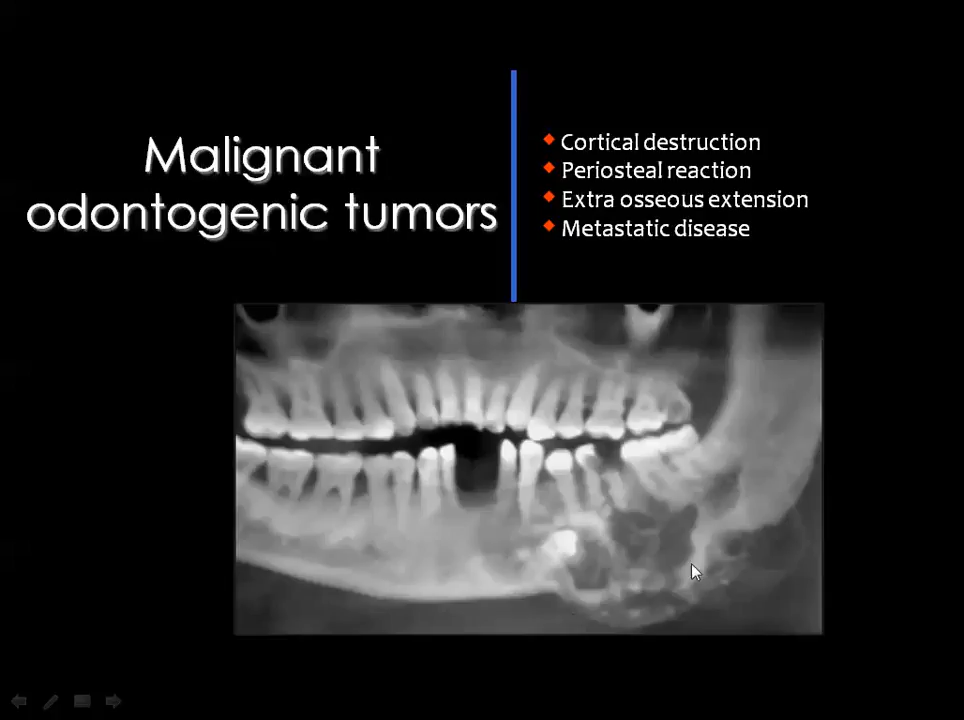 Malignant
odontogenic tumors
Cortical destruction
Periosteal reaction
Extra osseous extension
Metastatic disease